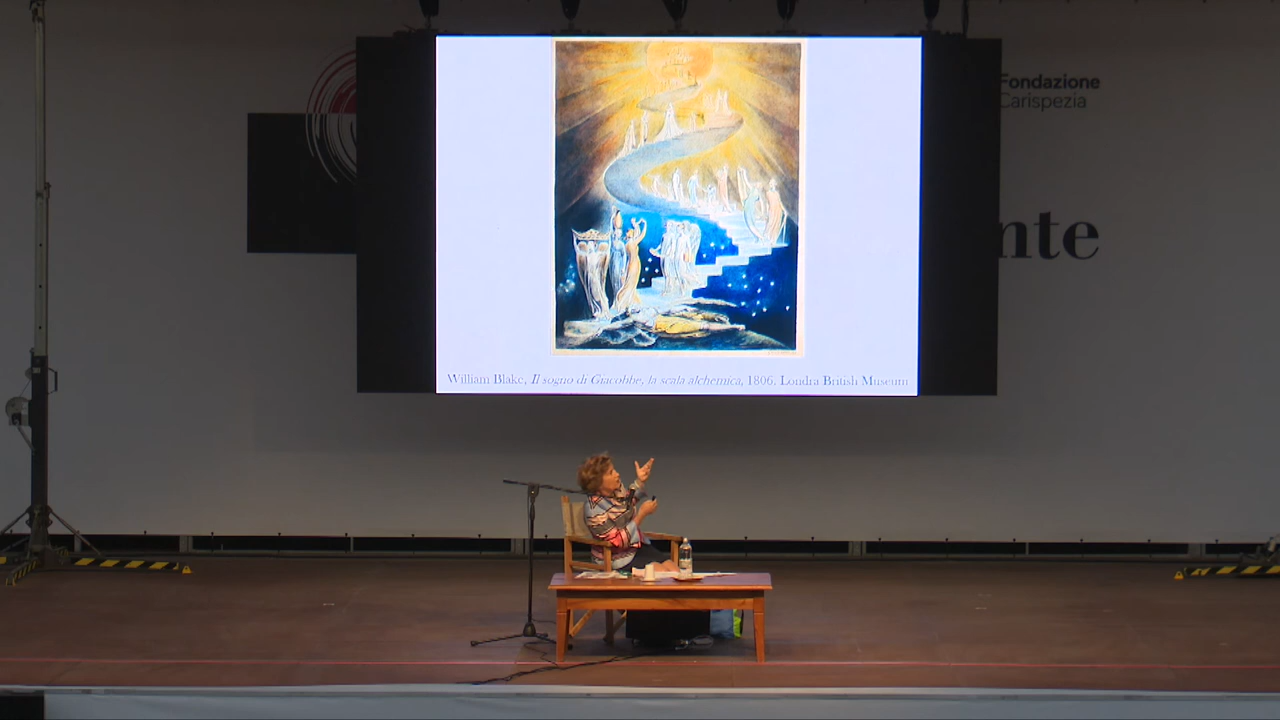 Fondazione
Carispezia
nte
William Blake, Il sogno di Giacobbe, la scala alchemica, 1806. Londra British Museum